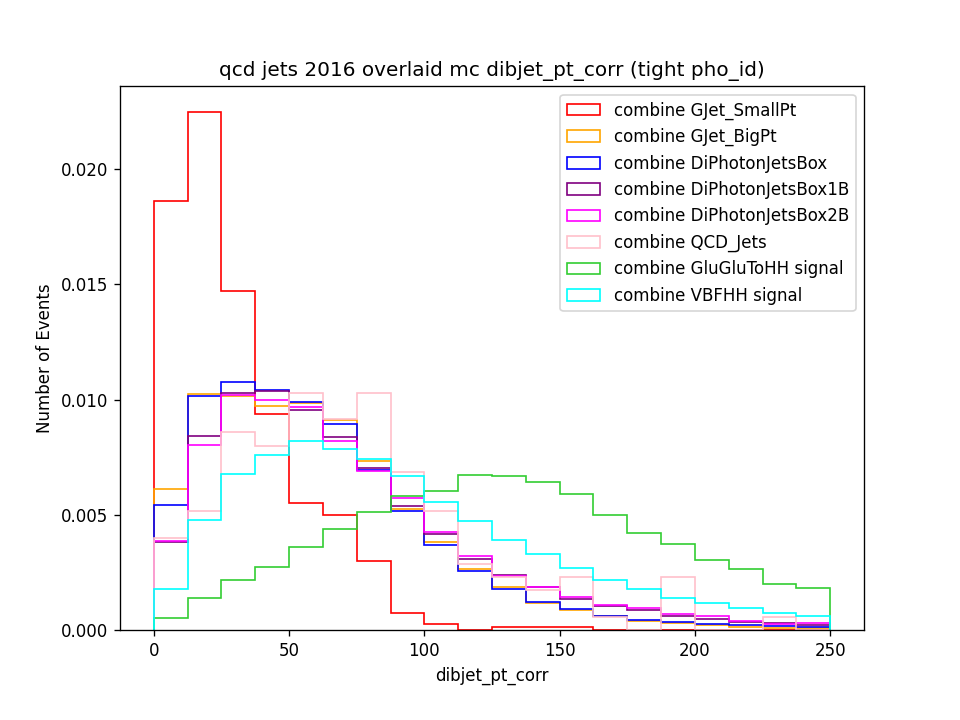 qcd jets 2016 overlaid mc dibjet_pt_corr (tight pho_id)
combine GJet_SmallPt
combine GJet_BigPt
combine DiPhotonJetsBox
combine DiPhotonJetsBox1B
combine DiPhotonJetsBox2B
combine QCD_Jets
combine GluGluToHH signal
combine VBFHH signal
Number of Events
0.020
0.015
0.010
0.005
0.000
0 50 100 150 200 250
dibjet_pt_corr